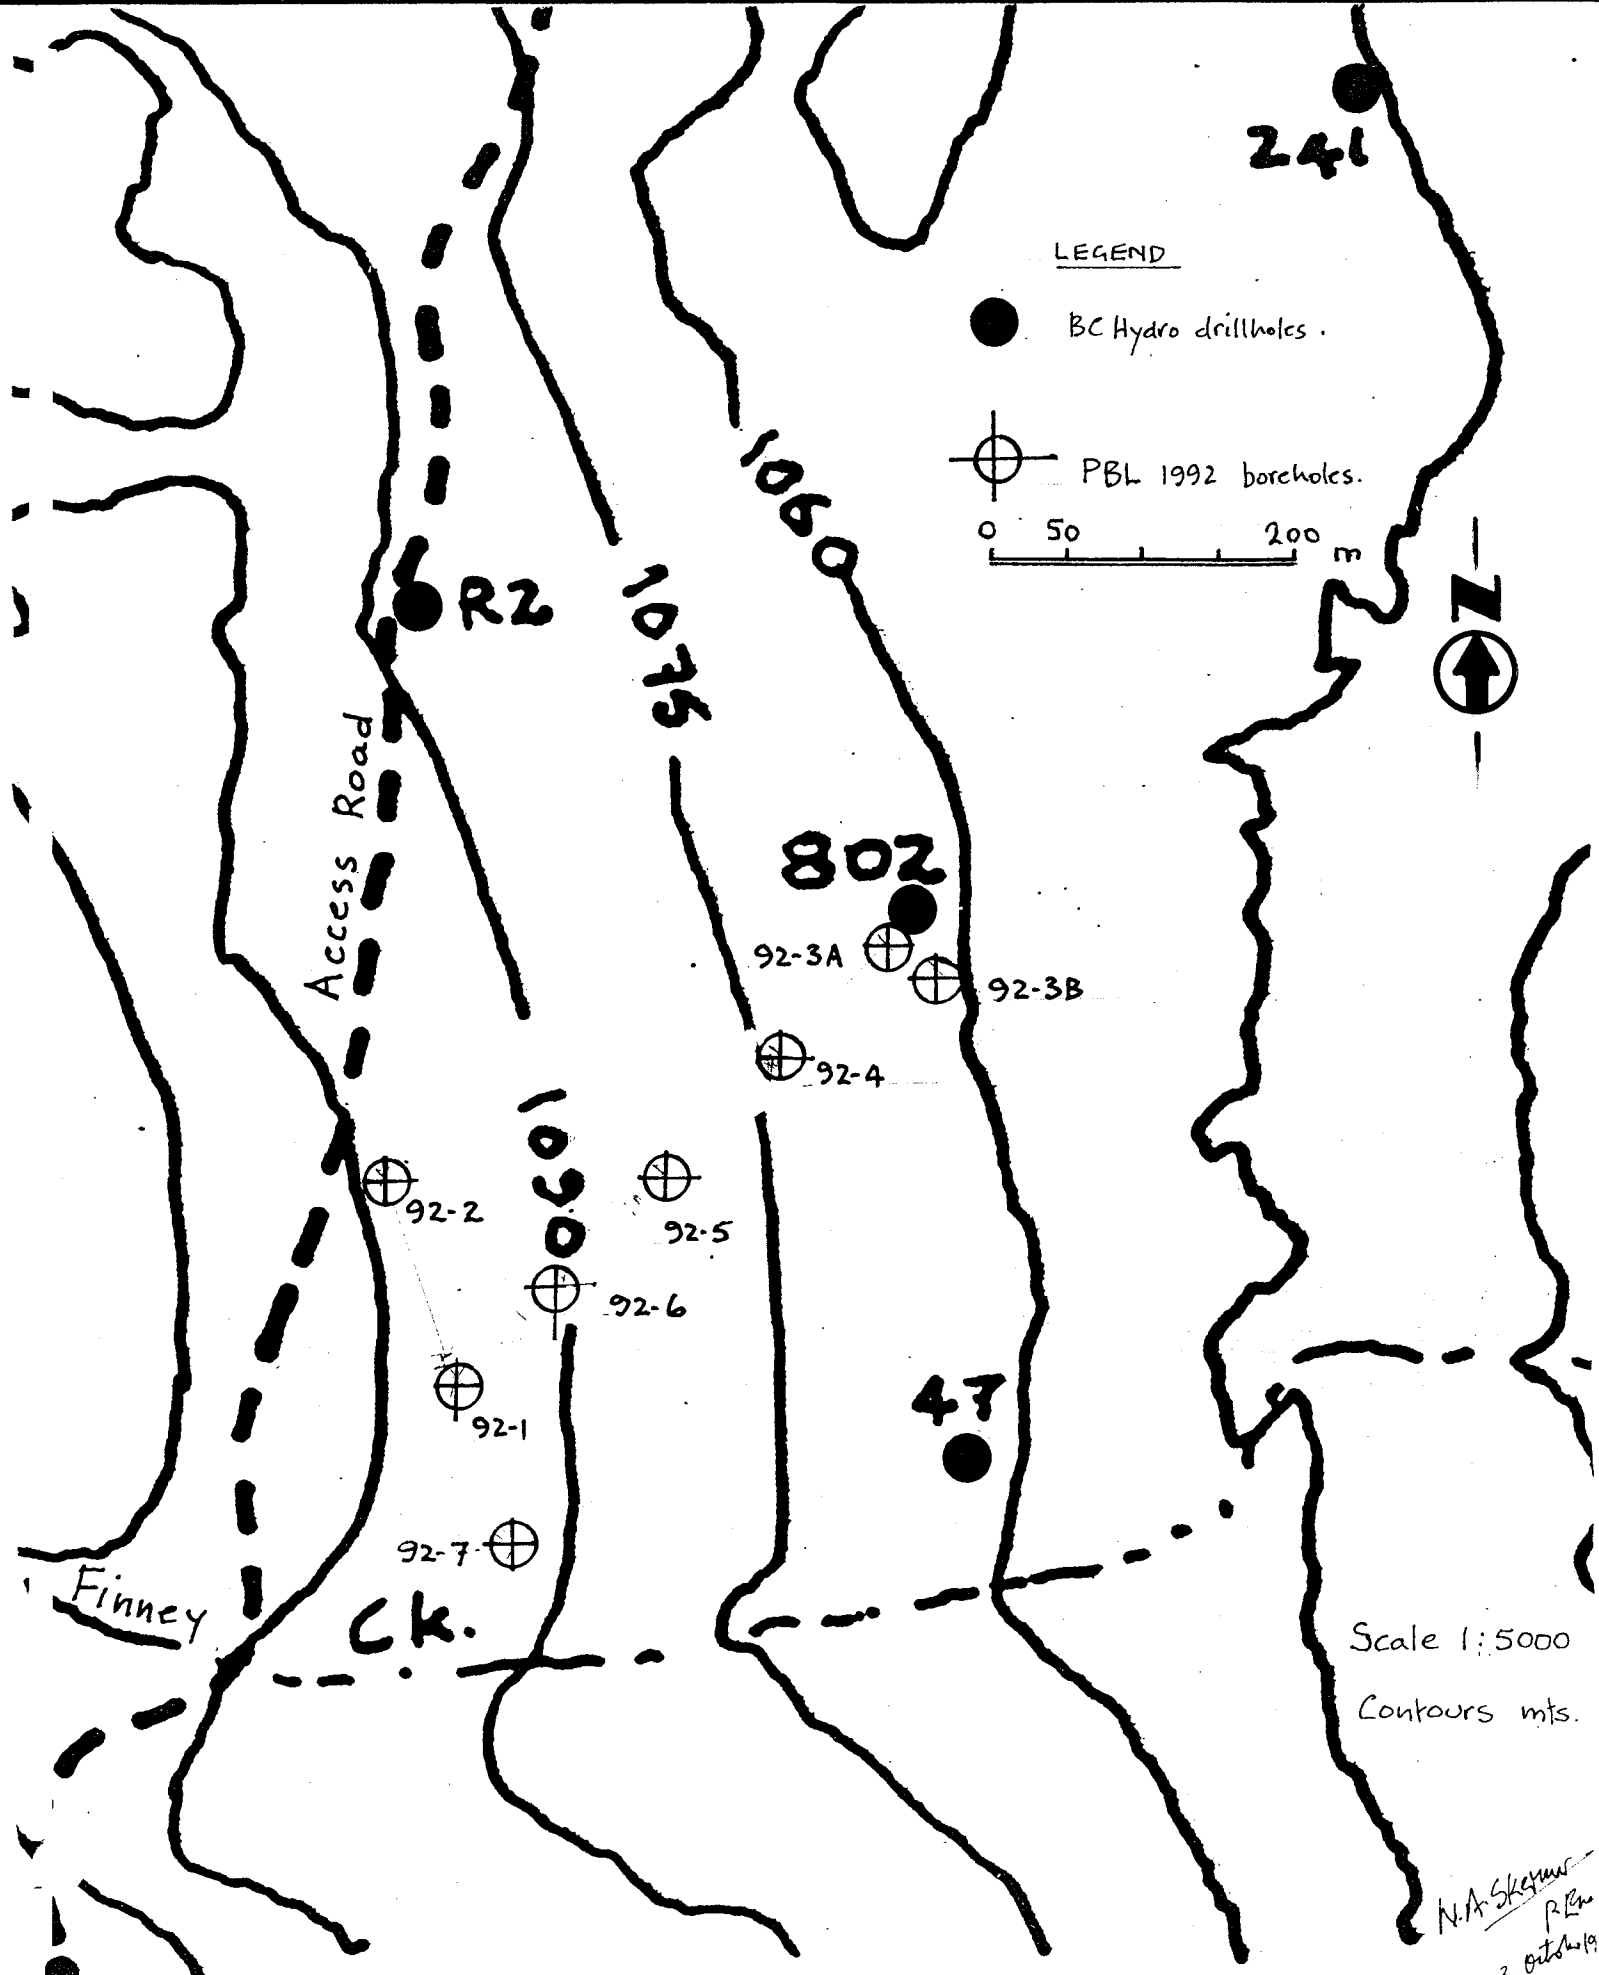 241
LEGEND
BC Hydro drillholes.
PBL 1992 boreholes.
0 50 200 m
N
1060
1075
R2
Access Road
802
92-3A
92-3B
92-4
1090
92-2
92-5
92-6
92-1
47
92-7
Finney
Ck.
Scale 1:5000
Contours mts.
N.A. Skermer